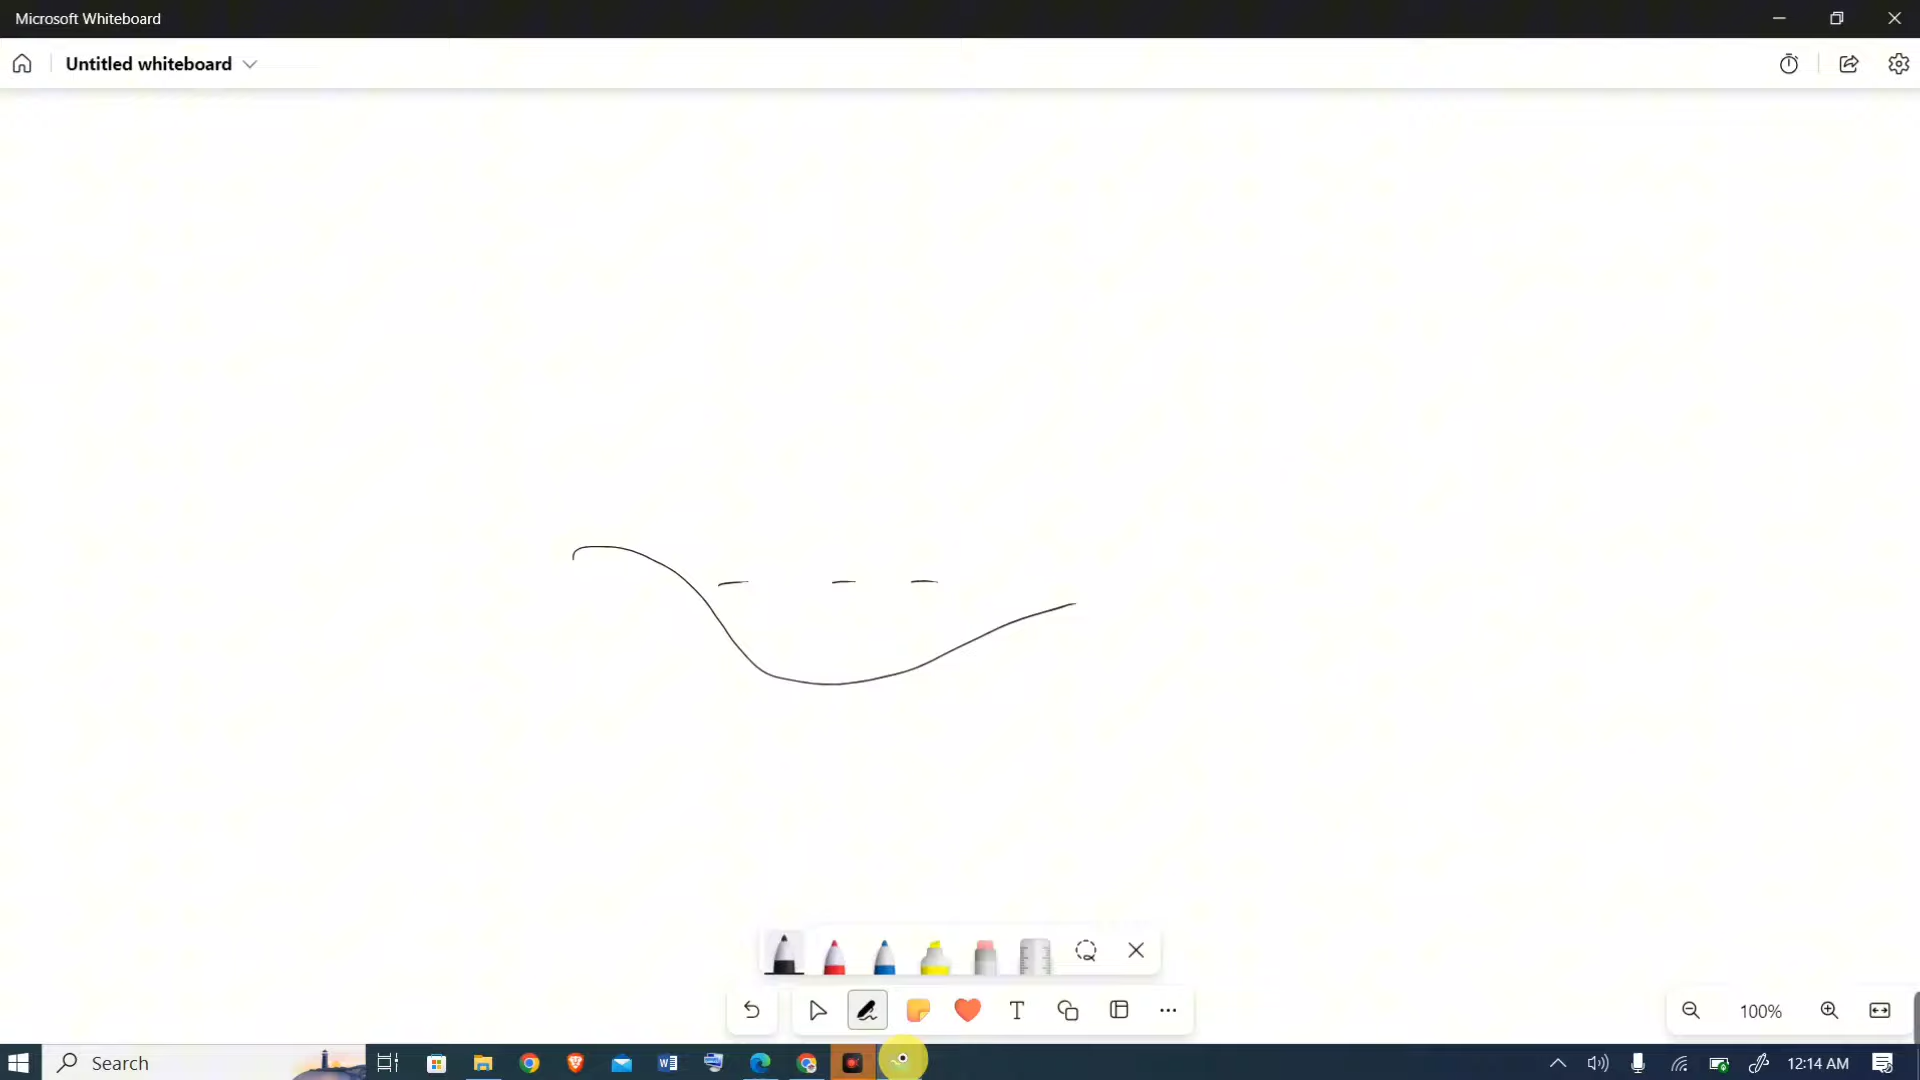 Microsoft Whiteboard
Untitled whiteboard
T
100%
Search
12:14 AM